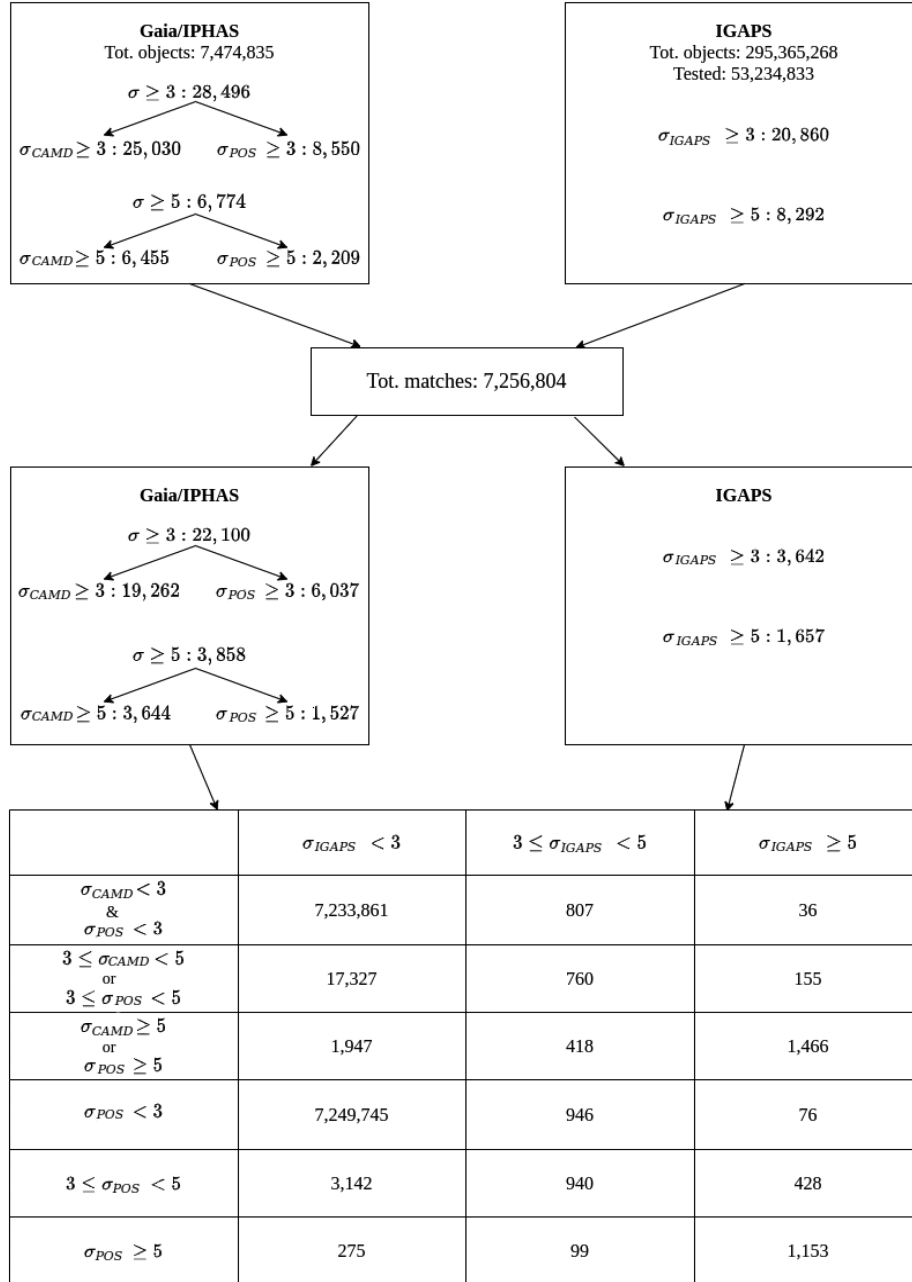 Gaia/IPHAS
Tot. objects: 7,474,835
σ ≥ 3 : 28,496
σ_CAMD ≥ 3 : 25,030 σ_POS ≥ 3 : 8,550
σ ≥ 5 : 6,774
σ_CAMD ≥ 5 : 6,455 σ_POS ≥ 5 : 2,209
IGAPS
Tot. objects: 295,365,268
Tested: 53,234,833
σ_IGAPS ≥ 3 : 20,860
σ_IGAPS ≥ 5 : 8,292
Tot. matches: 7,256,804
Gaia/IPHAS
σ ≥ 3 : 22,100
σ_CAMD ≥ 3 : 19,262 σ_POS ≥ 3 : 6,037
σ ≥ 5 : 3,858
σ_CAMD ≥ 5 : 3,644 σ_POS ≥ 5 : 1,527
IGAPS
σ_IGAPS ≥ 3 : 3,642
σ_IGAPS ≥ 5 : 1,657
σ_IGAPS < 3 3 ≤ σ_IGAPS < 5 σ_IGAPS ≥ 5
σ_CAMD < 3
&
σ_POS < 3
7,233,861 807 36
3 ≤ σ_CAMD < 5
or
3 ≤ σ_POS < 5
17,327 760 155
σ_CAMD ≥ 5
or
σ_POS ≥ 5
1,947 418 1,466
σ_POS < 3 7,249,745 946 76
3 ≤ σ_POS < 5 3,142 940 428
σ_POS ≥ 5 275 99 1,153